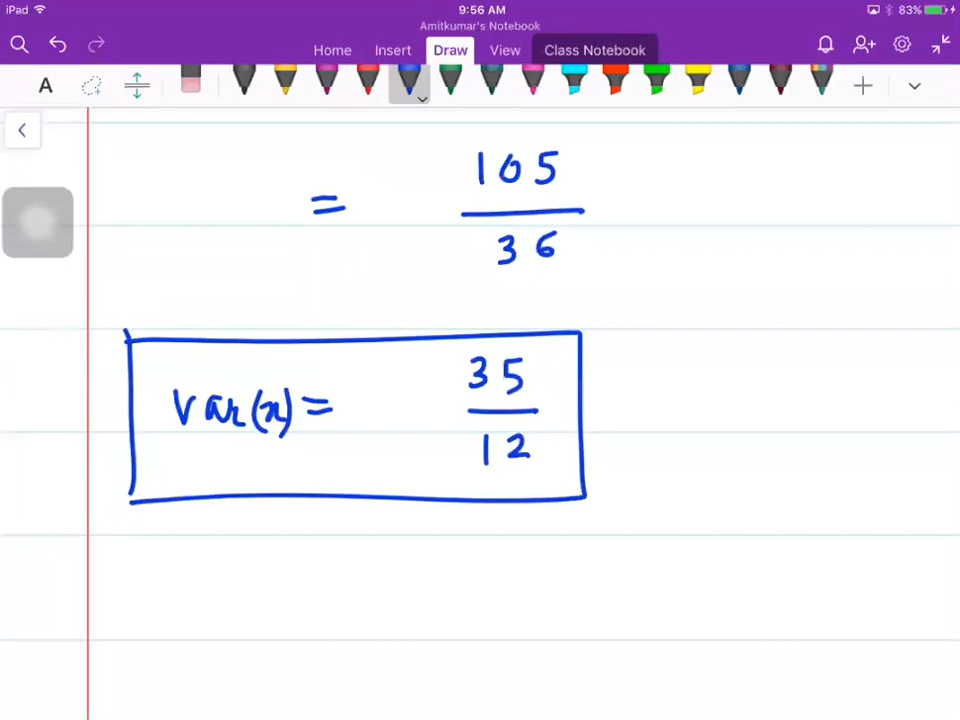 iPad 9:56 AM 83%
Amitkumar's Notebook
Home Insert Draw View Class Notebook
A
= 105/36
var(x) = 35/12